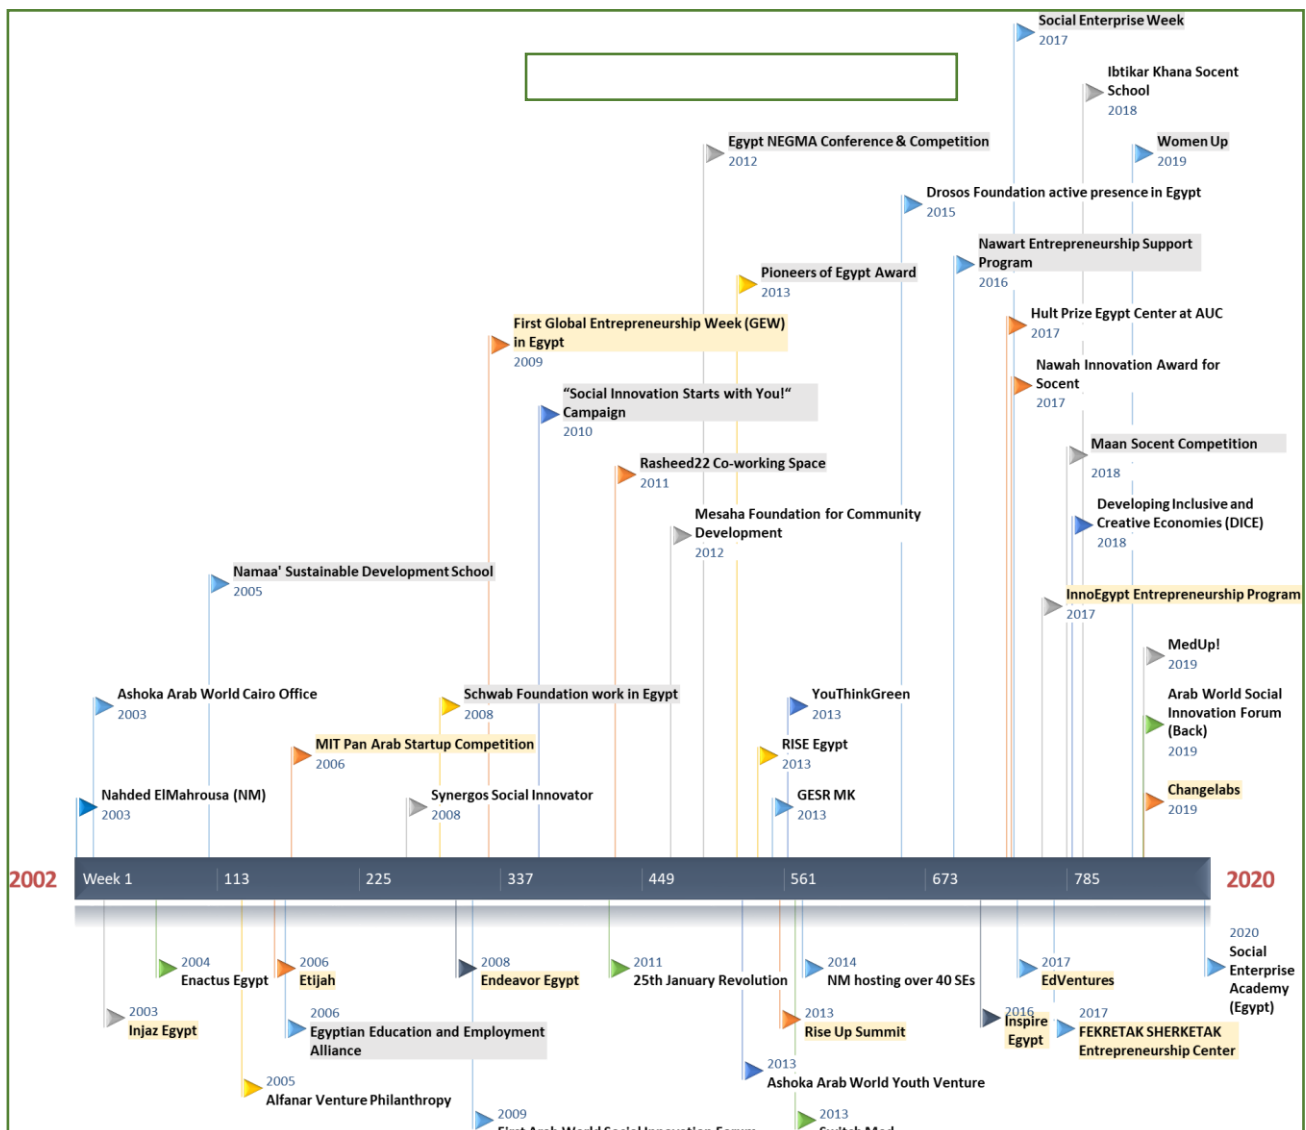 Social Enterprise Week
2017
Ibtikar Khana Socent
School
2018
Egypt NEGMA Conference & Competition
2012
Women Up
2019
Drosos Foundation active presence in Egypt
2015
Nawart Entrepreneurship Support
Program
2016
Pioneers of Egypt Award
2013
First Global Entrepreneurship Week (GEW)
in Egypt
2009
Hult Prize Egypt Center at AUC
2017
Nawah Innovation Award for
Socent
2017
“Social Innovation Starts with You!“
Campaign
2010
Maan Socent Competition
2018
Rasheed22 Co-working Space
2011
Developing Inclusive and
Creative Economies (DICE)
2018
Mesaha Foundation for Community
Development
2012
Namaa' Sustainable Development School
2005
InnoEgypt Entrepreneurship Program
2017
MedUp!
2019
Ashoka Arab World Cairo Office
2003
Schwab Foundation work in Egypt
2008
YouThinkGreen
2013
Arab World Social
Innovation Forum
(Back)
2019
MIT Pan Arab Startup Competition
2006
RISE Egypt
2013
Nahded ElMahrousa (NM)
2003
Synergos Social Innovator
2008
GESR MK
2013
Changelabs
2019
2002 Week 1 113 225 337 449 561 673 785 2020
2004
Enactus Egypt
2006
Etijah
2008
Endeavor Egypt
2011
25th January Revolution
2014
NM hosting over 40 SEs
2017
EdVentures
2020
Social
Enterprise
Academy
(Egypt)
2003
Injaz Egypt
2006
Egyptian Education and Employment
Alliance
2013
Rise Up Summit
2016
Inspire
Egypt
2017
FEKRETAK SHERKETAK
Entrepreneurship Center
2005
Alfanar Venture Philanthropy
2013
Ashoka Arab World Youth Venture
2009
First Arab World Social Innovation Forum
2013
Switch Med